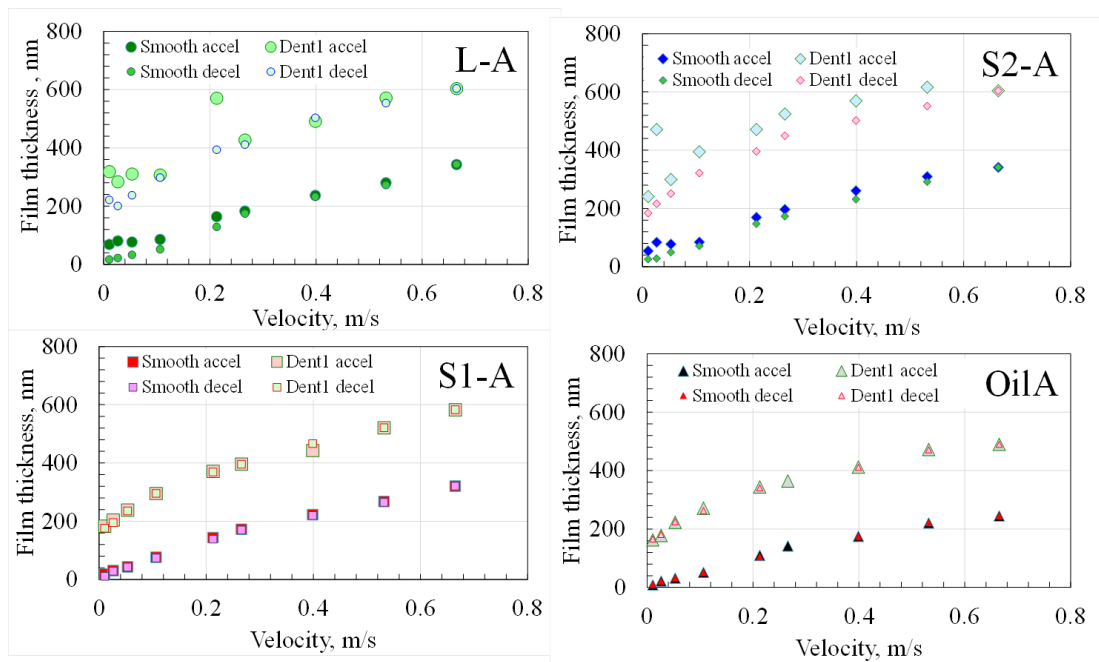 800
600
400
200
0
Film thickness , nm
Smooth accel
Dent1 accel
Smooth decel
Dent1 decel
L-A
0
0.2
0.4
0.6
0.8
Velocity, m/s
800
600
400
200
0
Film thickness, nm
Smooth accel
Dent1 accel
Smooth decel
Dent1 decel
S2-A
0
0.2
0.4
0.6
0.8
Velocity, m/s
800
600
400
200
0
Film thickness, nm
Smooth accel
Dent1 accel
Smooth decel
Dent1 decel
S1-A
0
0.2
0.4
0.6
0.8
Velocity, m/s
800
600
400
200
0
Film thickness, nm
Smooth accel
Dent1 accel
Smooth decel
Dent1 decel
OilA
0
0.2
0.4
0.6
0.8
Velocity, m/s